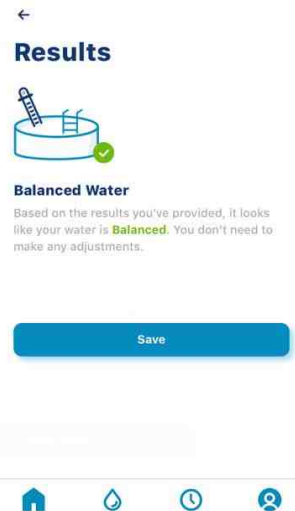 Results
Balanced Water
Based on the results you've provided, it looks
like your water is Balanced. You don't need to
make any adjustments.
Save